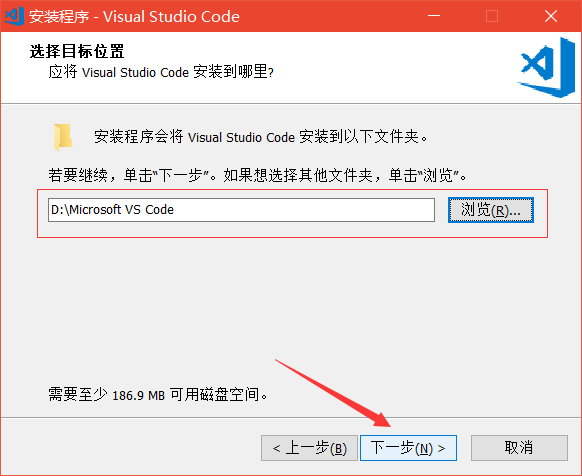 安装程序 - Visual Studio Code
选择目标位置
应将 Visual Studio Code 安装到哪里?
安装程序会将 Visual Studio Code 安装到以下文件夹。
若要继续，单击“下一步”。如果想选择其他文件夹，单击“浏览”。
D:\Microsoft VS Code
浏览(R)...
需要至少 186.9 MB 可用磁盘空间。
< 上一步(B)
下一步(N) >
取消